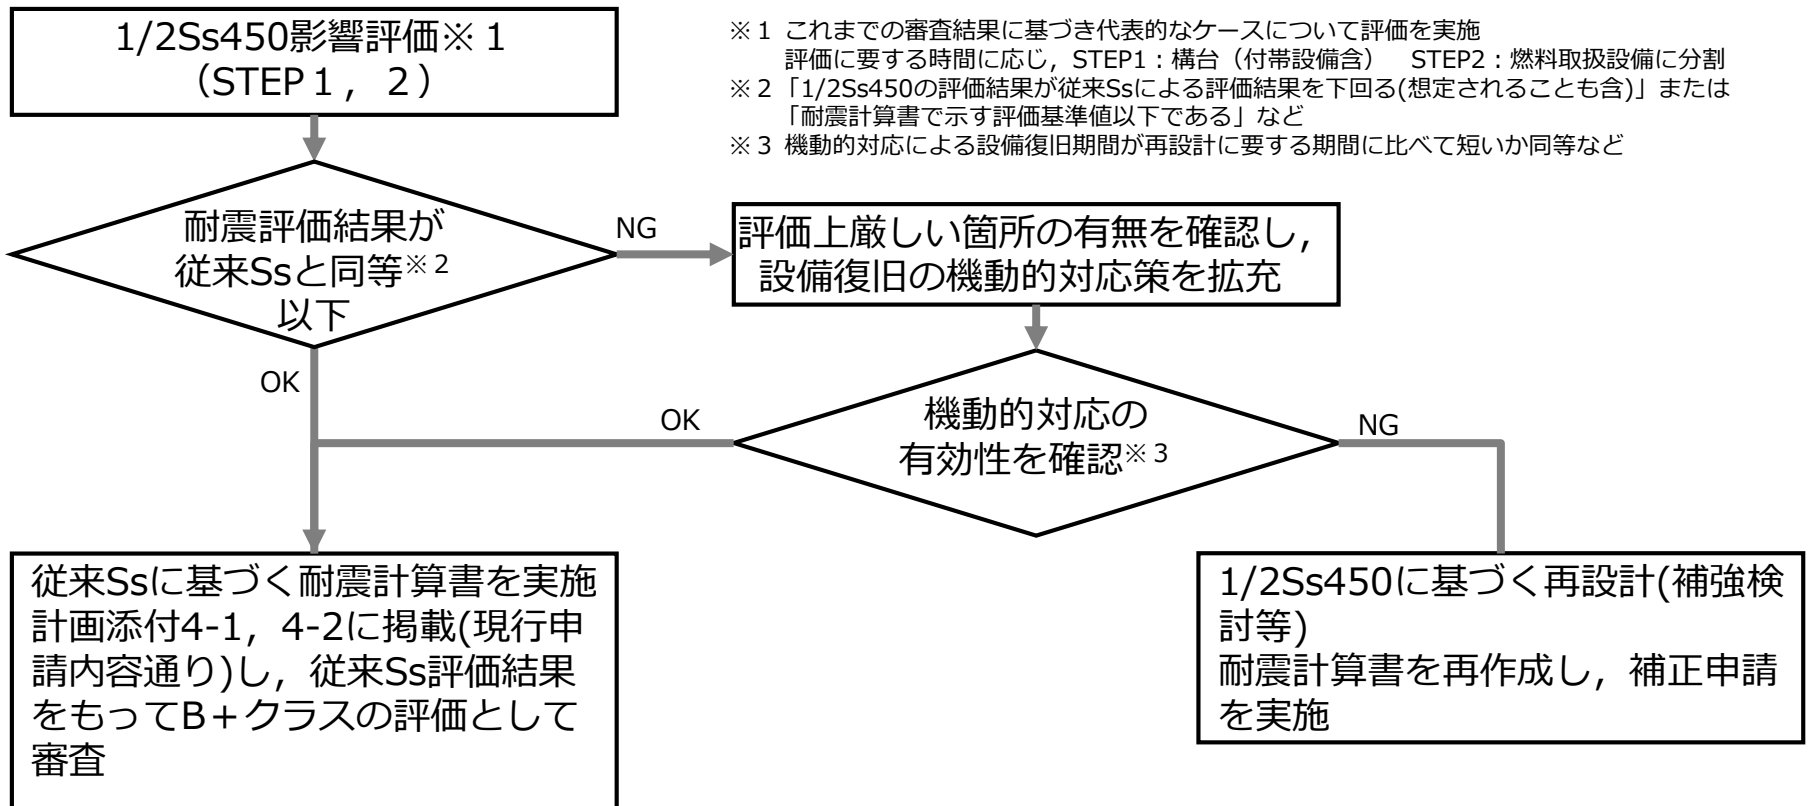 1/2Ss450影響評価※１
（STEP１，２）
※１ これまでの審査結果に基づき代表的なケースについて評価を実施
評価に要する時間に応じ，STEP1：構台（付帯設備含） STEP2：燃料取扱設備に分割
※２「1/2Ss450の評価結果が従来Ssによる評価結果を下回る(想定されることも含)」または
「耐震計算書で示す評価基準値以下である」など
※３ 機動的対応による設備復旧期間が再設計に要する期間に比べて短いか同等など
耐震評価結果が
従来Ssと同等※２
以下
NG
評価上厳しい箇所の有無を確認し，
設備復旧の機動的対応策を拡充
OK
機動的対応の
有効性を確認※３
OK
NG
従来Ssに基づく耐震計算書を実施
計画添付4-1，4-2に掲載(現行申
請内容通り)し，従来Ss評価結果
をもってB＋クラスの評価として
審査
1/2Ss450に基づく再設計(補強検
討等)
耐震計算書を再作成し，補正申請
を実施